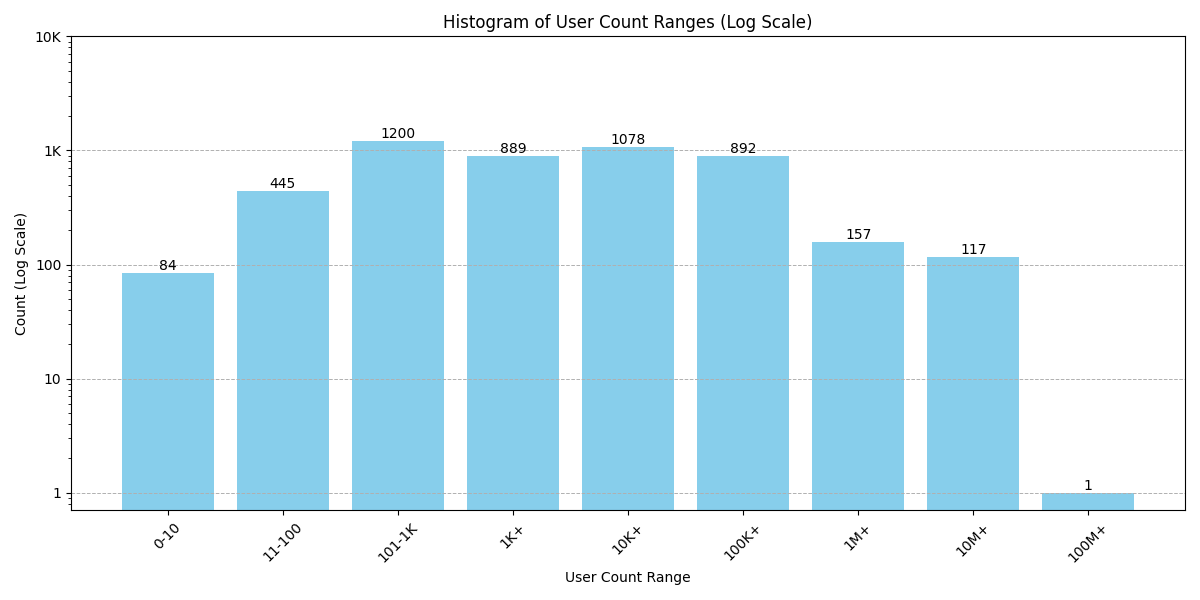 Histogram of User Count Ranges (Log Scale)
10K
1K
100
10
1
Count (Log Scale)
84
445
1200
889
1078
892
157
117
1
0-10
11-100
101-1K
1K+
10K+
100K+
1M+
10M+
100M+
User Count Range